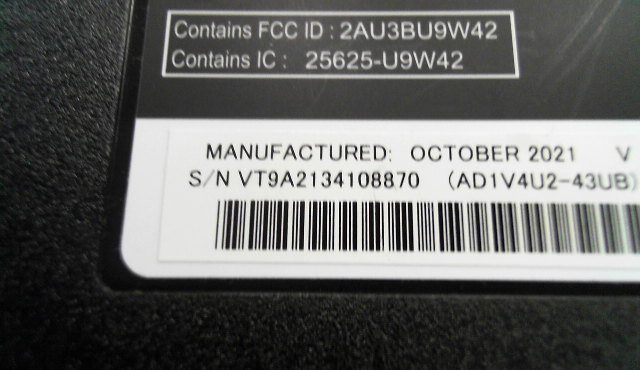 Contains FCC ID : 2AU3BU9W42
Contains IC : 25625-U9W42
MANUFACTURED: OCTOBER 2021 V
S/N VT9A2134108870 (AD1V4U2-43UB)